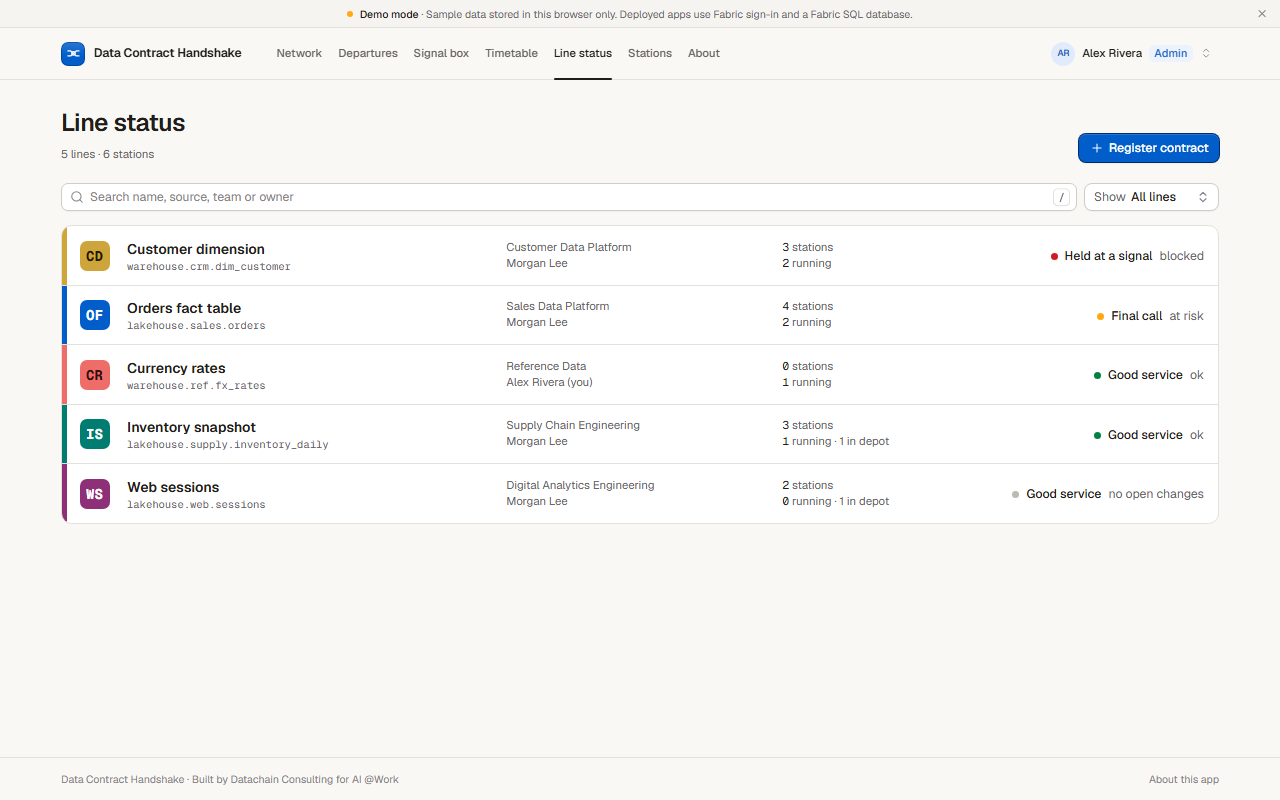 Demo mode · Sample data stored in this browser only. Deployed apps use Fabric sign-in and a Fabric SQL database.
Data Contract Handshake
Network
Departures
Signal box
Timetable
Line status
Stations
About
AR
Alex Rivera
Admin
Line status
5 lines · 6 stations
+ Register contract
Search name, source, team or owner
/
Show All lines
CD
Customer dimension
warehouse.crm.dim_customer
Customer Data Platform
Morgan Lee
3 stations
2 running
Held at a signal blocked
OF
Orders fact table
lakehouse.sales.orders
Sales Data Platform
Morgan Lee
4 stations
2 running
Final call at risk
CR
Currency rates
warehouse.ref.fx_rates
Reference Data
Alex Rivera (you)
0 stations
1 running
Good service ok
IS
Inventory snapshot
lakehouse.supply.inventory_daily
Supply Chain Engineering
Morgan Lee
3 stations
1 running · 1 in depot
Good service ok
WS
Web sessions
lakehouse.web.sessions
Digital Analytics Engineering
Morgan Lee
2 stations
0 running · 1 in depot
Good service no open changes
Data Contract Handshake · Built by Datachain Consulting for AI @Work
About this app